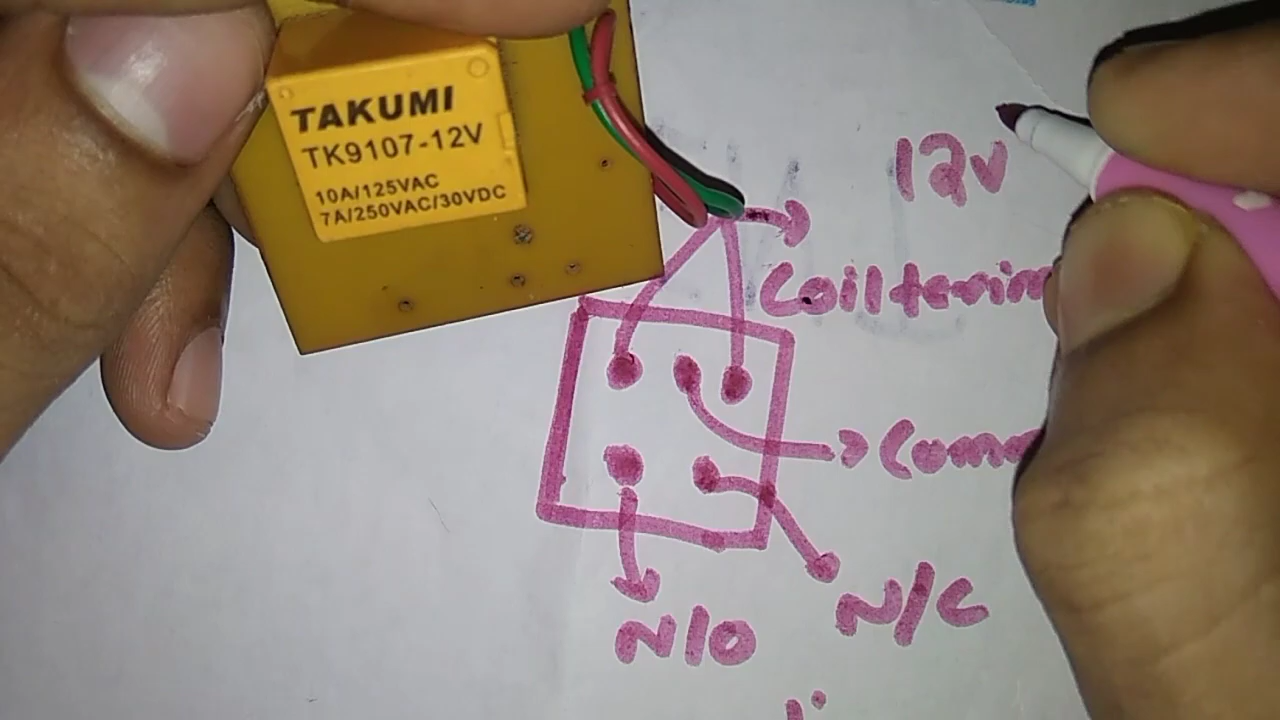 TAKUMI
TK9107-12V
10A/125VAC
7A/250VAC/30VDC
12V
Coil
N/C
N/O